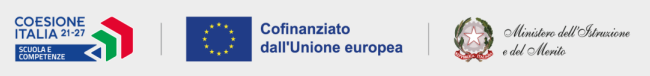 COESIONE
ITALIA 21-27
SCUOLA E
COMPETENZE
Cofinanziato
dall'Unione europea
Ministero dell'Istruzione
e del Merito